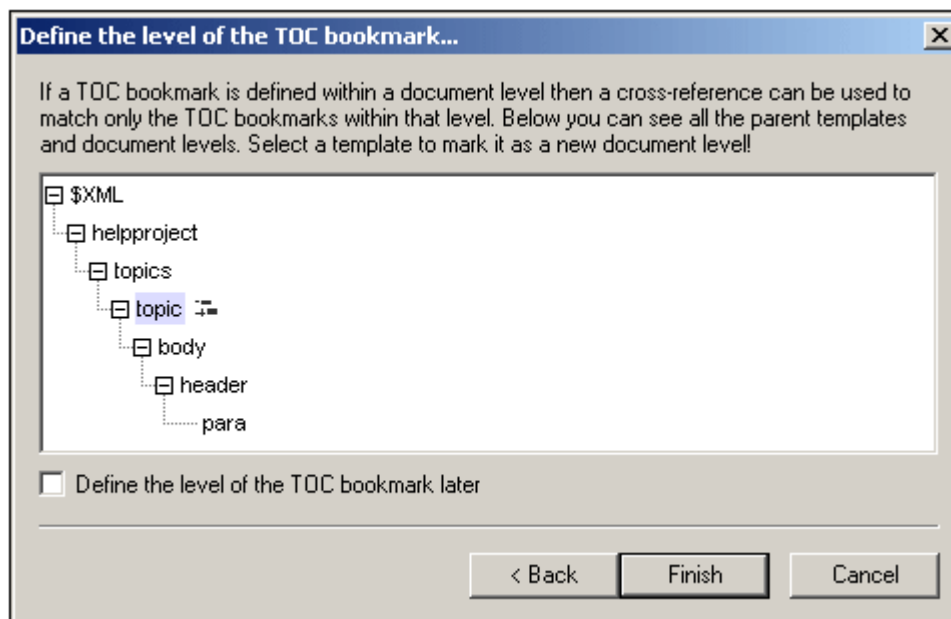 Define the level of the TOC bookmark...
If a TOC bookmark is defined within a document level then a cross-reference can be used to
match only the TOC bookmarks within that level. Below you can see all the parent templates
and document levels. Select a template to mark it as a new document level!
$XML
helpproject
topics
topic
body
header
para
Define the level of the TOC bookmark later
< Back
Finish
Cancel